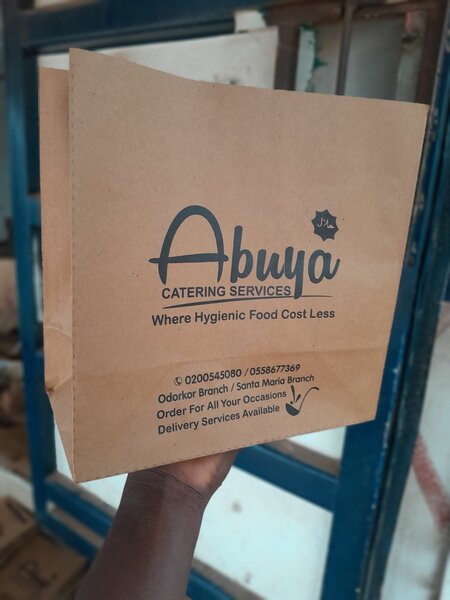 Abuya
حلال
CATERING SERVICES
Where Hygienic Food Cost Less
0200545080 / 0558677369
Odorkor Branch / Santa Maria Branch
Order For All Your Occasions
Delivery Services Available